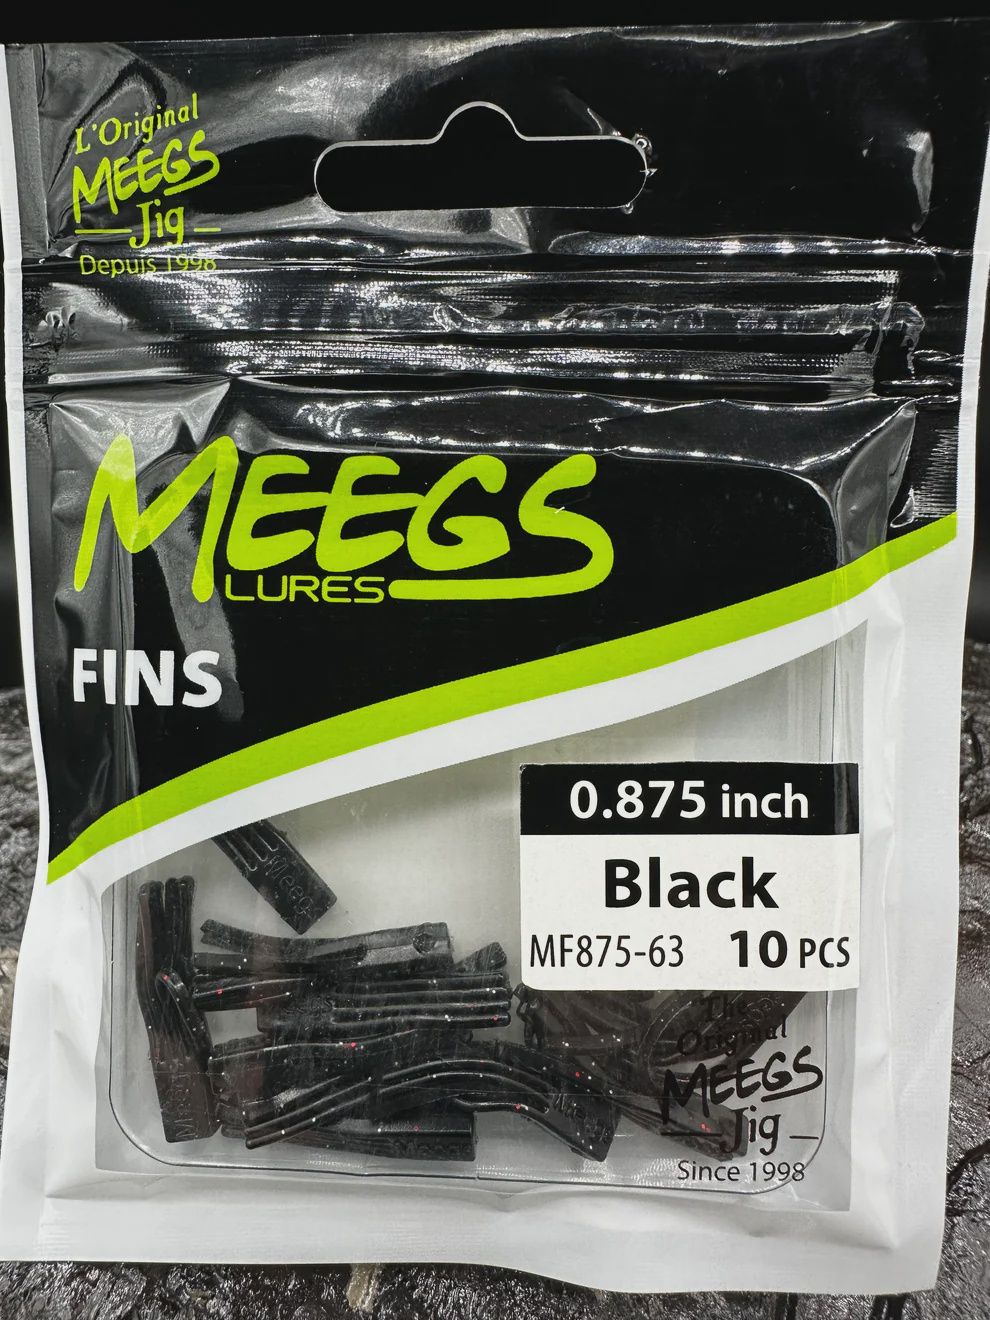 L'Original
MEEGS
Jig
Depuis 1998
MEEGS
LURES
FINS
0.875 inch
Black
MF875-63 10 PCS
Meegs
The
Original
MEEGS
Jig
Since 1998